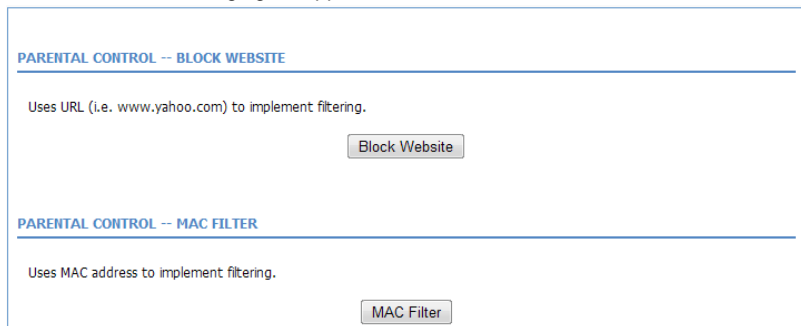 PARENTAL CONTROL -- BLOCK WEBSITE
Uses URL (i.e. www.yahoo.com) to implement filtering.
Block Website
PARENTAL CONTROL -- MAC FILTER
Uses MAC address to implement filtering.
MAC Filter